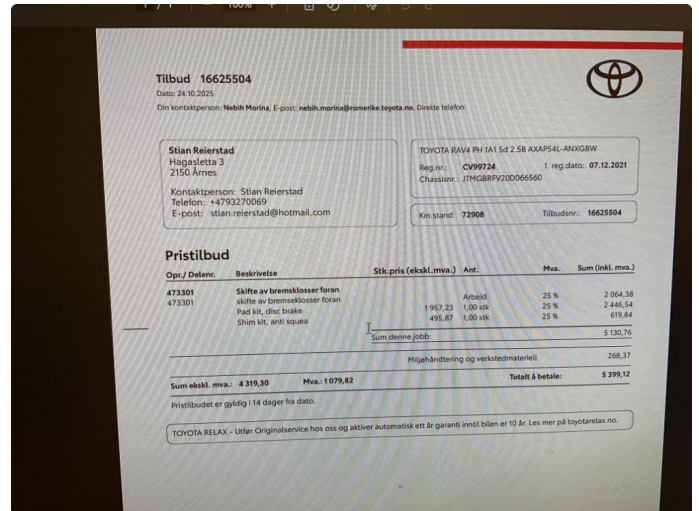 100%
Tilbud 16625504
Dato: 24.10.2025
Din kontaktperson: Nebih Morina, E-post: nebih.morina@romerike.toyota.no, Direkte telefon:
Stian Reierstad
Hagasletta 3
2150 Årnes
Kontaktperson: Stian Reierstad
Telefon: +4793270069
E-post: stian.reierstad@hotmail.com
TOYOTA RAV4 PH 1A1 5d 2.5B AXAP54L-ANXGBW
Reg.nr.: CV99724 1. reg.dato: 07.12.2021
Chassisnr.: JTMGBRFV20D066560
Km.stand: 72908 Tilbudsnr.: 16625504
Pristilbud
Opr./ Delenr. Beskrivelse Stk.pris (ekskl.mva.) Ant. Mva. Sum (inkl. mva.)
473301 Skifte av bremsklosser foran
473301 skifte av bremseklosser foran Arbeid 25 % 2 064,38
Pad kit, disc brake 1 957,23 1,00 stk 25 % 2 446,54
Shim kit, anti squea 495,87 1,00 stk 25 % 619,84
Sum denne jobb: 5 130,76
Miljøhåndtering og verkstedmateriell 268,37
Sum ekskl. mva.: 4 319,30 Mva.: 1 079,82 Totalt å betale: 5 399,12
Pristilbudet er gyldig i 14 dager fra dato.
TOYOTA RELAX – Utfør Originalservice hos oss og aktiver automatisk ett år garanti inntil bilen er 10 år. Les mer på toyotarelax.no.